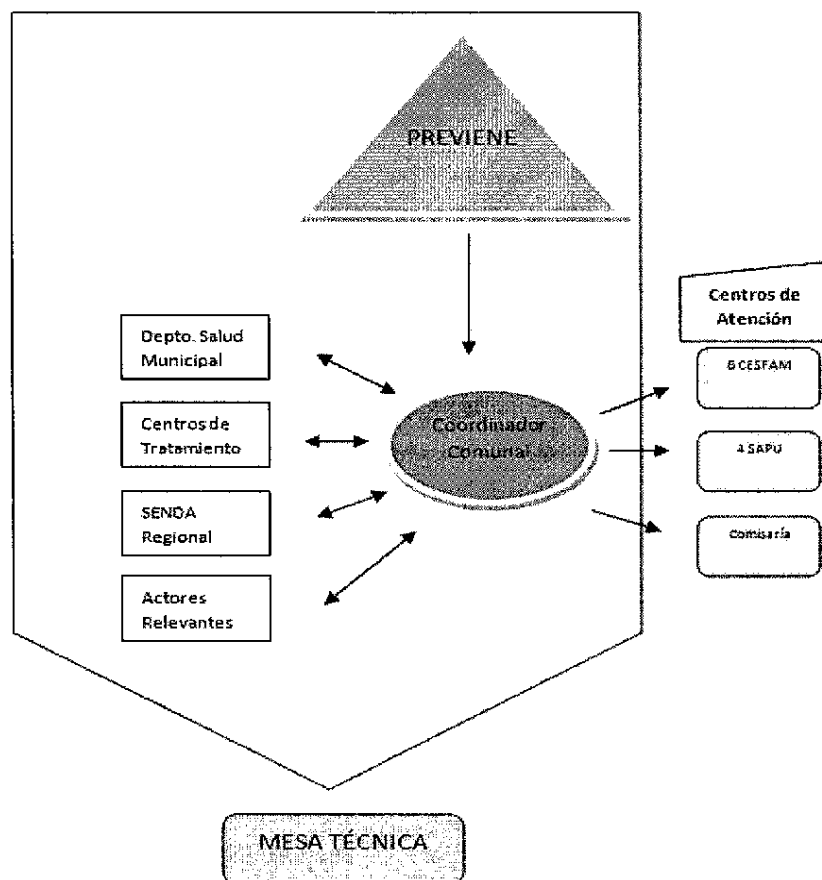 PREVIENE
Depto. Salud
Municipal
Centros de
Tratamiento
SENDA
Regional
Actores
Relevantes
Coordinador
Comunal
Centros de
Atención
6 CESFAM
4 SAPU
Comisaría
MESA TÉCNICA